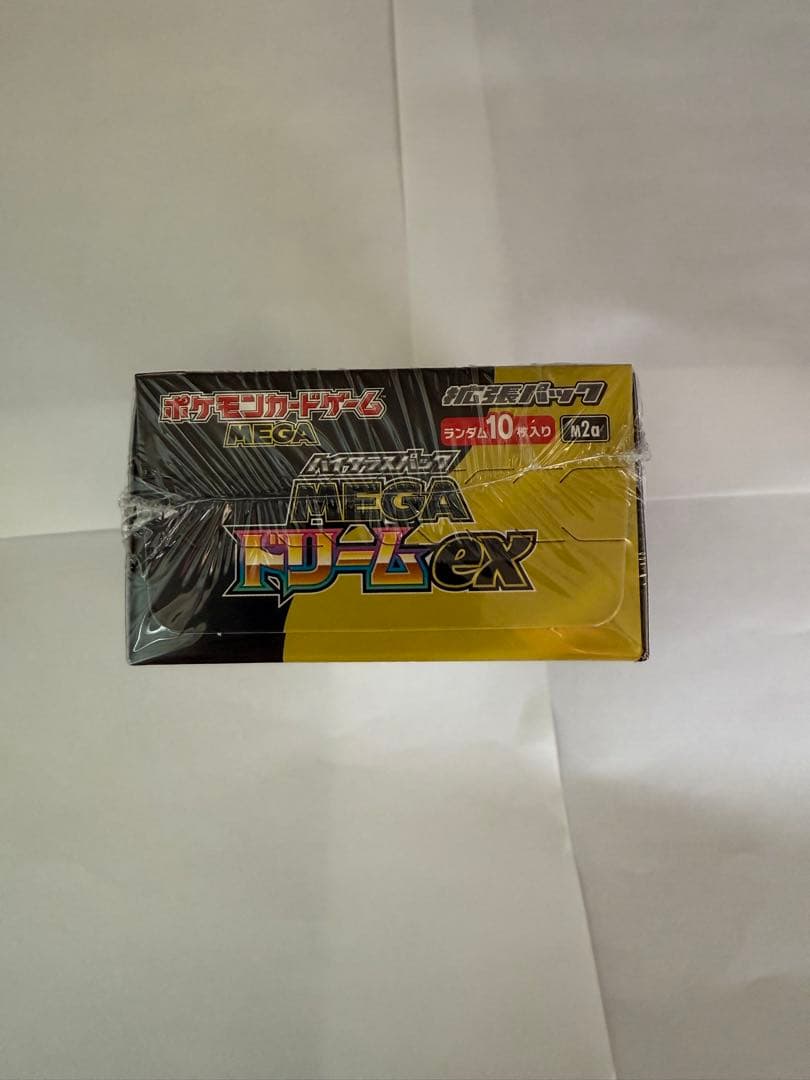 ポケモンカードゲーム
MEGA
拡張パック
ランダム10枚入り
M2a
ハイクラスパック
MEGA
ドリームex